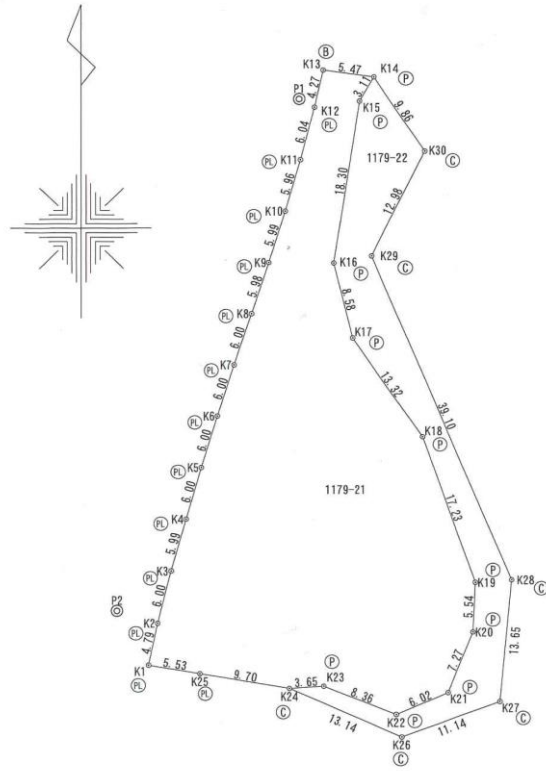 K13
B
5.47
K14
P
P1
4.27
3.11
K15
P
9.86
K12
PL
6.04
1179-22
K30
C
PL
K11
5.96
18.30
12.98
PL
K10
5.99
PL
K9
K16
P
K29
C
5.98
8.58
PL
K8
K17
P
6.00
PL
K7
13.32
39.10
6.00
PL
K6
K18
P
6.00
PL
K5
1179-21
6.00
17.23
PL
K4
5.99
PL
K3
K19
P
K28
C
P2
6.00
5.54
PL
K2
K20
P
13.65
4.79
7.27
K1
PL
5.53
K25
PL
9.70
K24
C
3.65
K23
P
8.36
6.02
K21
P
K27
C
K22
P
13.14
K26
C
11.14